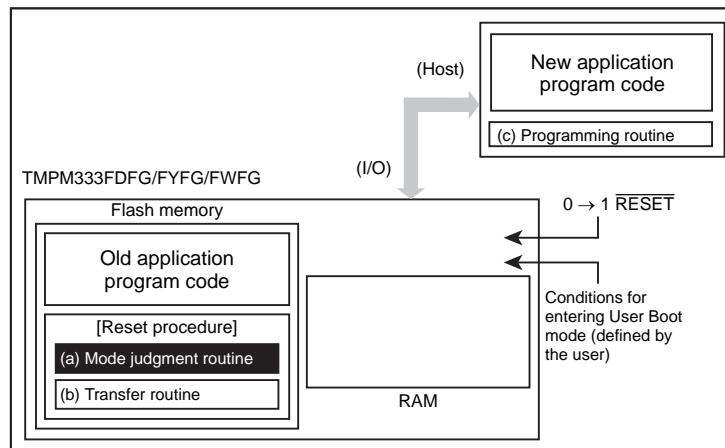 (Host)
New application
program code
(c) Programming routine
(I/O)
TMPM333FDFG/FYFG/FWFG
Flash memory
Old application
program code
[Reset procedure]
(a) Mode judgment routine
(b) Transfer routine
RAM
0 → 1 RESET
Conditions for
entering User Boot
mode (defined by
the user)